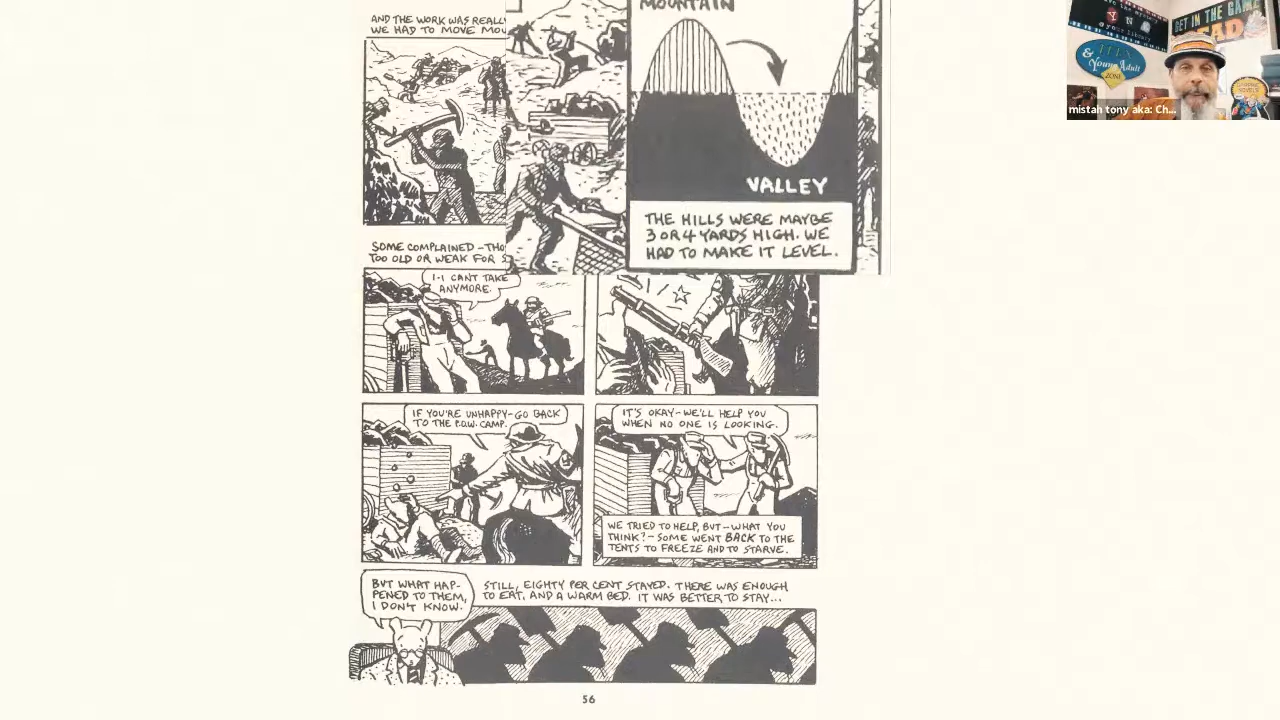 AND THE WORK WAS REALLY
WE HAD TO MOVE
MOUNTAIN
VALLEY
THE HILLS WERE MAYBE
3 OR 4 YARDS HIGH. WE
HAD TO MAKE IT LEVEL.
SOME COMPLAINED - THO
TOO OLD OR WEAK FOR S
I-I CAN'T TAKE
ANYMORE.
IF YOU'RE UNHAPPY-GO BACK
TO THE P.O.W. CAMP.
IT'S OKAY-WE'LL HELP YOU
WHEN NO ONE IS LOOKING.
WE TRIED TO HELP, BUT-WHAT YOU
THINK?-SOME WENT BACK TO THE
TENTS TO FREEZE AND TO STARVE.
BUT WHAT HAP-
PENED TO THEM,
I DON'T KNOW.
STILL, EIGHTY PER CENT STAYED. THERE WAS ENOUGH
TO EAT, AND A WARM BED. IT WAS BETTER TO STAY...
56
GET IN THE GAME
READ
& Young Adult
ZONE
mistah tony aka: Ch...